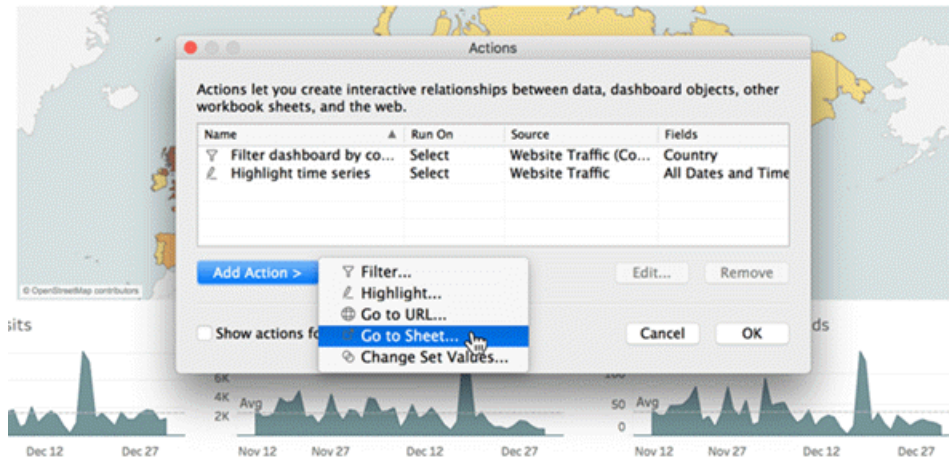 Actions
Actions let you create interactive relationships between data, dashboard objects, other
workbook sheets, and the web.
Name Run On Source Fields
Filter dashboard by co... Select Website Traffic (Co... Country
Highlight time series Select Website Traffic All Dates and Time
Add Action >
Filter...
Highlight...
Go to URL...
Go to Sheet...
Change Set Values...
Edit... Remove
© OpenStreetMap contributors
Show actions fo
Cancel OK
sits
ds
6K
4K
2K
Avg
100
50
0
Avg
Dec 12 Dec 27 Nov 12 Nov 27 Dec 12 Dec 27 Nov 12 Nov 27 Dec 12 Dec 27